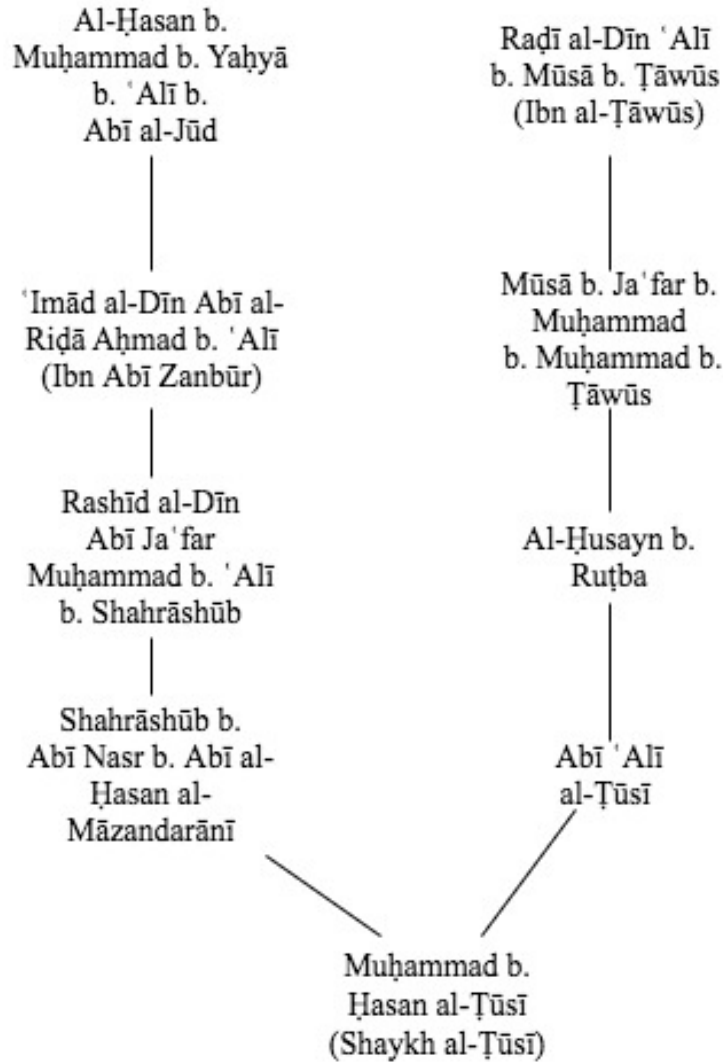 Al-Ḥasan b.
Muḥammad b. Yaḥyā
b. ʿAlī b.
Abī al-Jūd
Raḍī al-Dīn ʿAlī
b. Mūsā b. Ṭāwūs
(Ibn al-Ṭāwūs)
ʿImād al-Dīn Abī al-
Riḍā Aḥmad b. ʿAlī
(Ibn Abī Zanbūr)
Mūsā b. Jaʿfar b.
Muḥammad
b. Muḥammad b.
Ṭāwūs
Rashīd al-Dīn
Abī Jaʿfar
Muḥammad b. ʿAlī
b. Shahrāshūb
Al-Ḥusayn b.
Ruṭba
Shahrāshūb b.
Abī Nasr b. Abī al-
Ḥasan al-
Māzandarānī
Abī ʿAlī
al-Ṭūsī
Muḥammad b.
Ḥasan al-Ṭūsī
(Shaykh al-Ṭūsī)